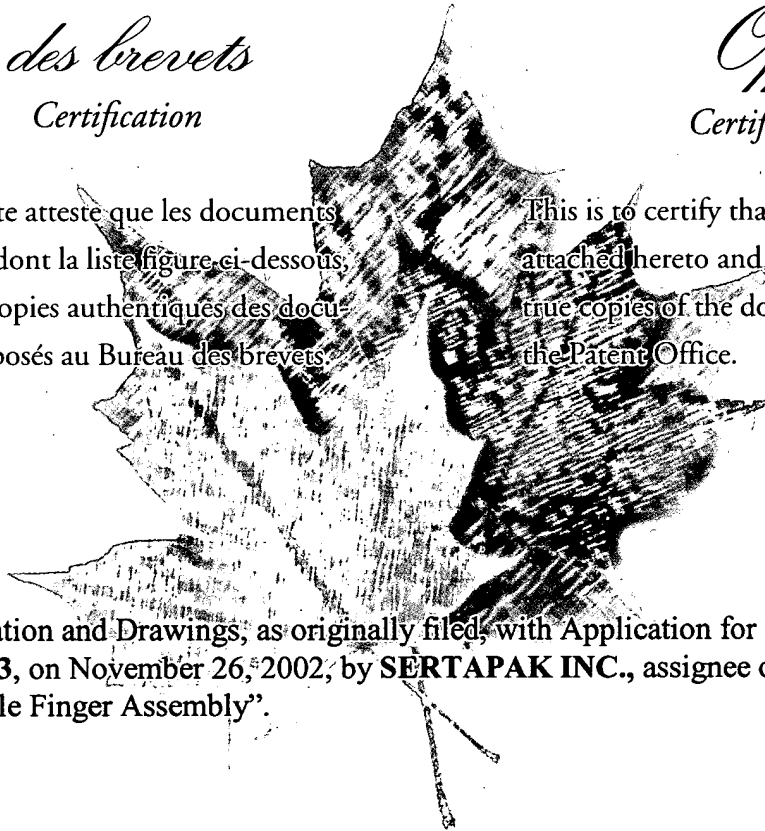 des brevets
Certification
Certif
te atteste que les documents
dont la liste figure ci-dessous,
opies authentiques des docu-
posés au Bureau des brevets.
This is to certify tha
attached hereto and
true copies of the do
the Patent Office.
ation and Drawings, as originally filed, with Application for
3, on November 26, 2002, by SERTAPAK INC., assignee o
le Finger Assembly”.